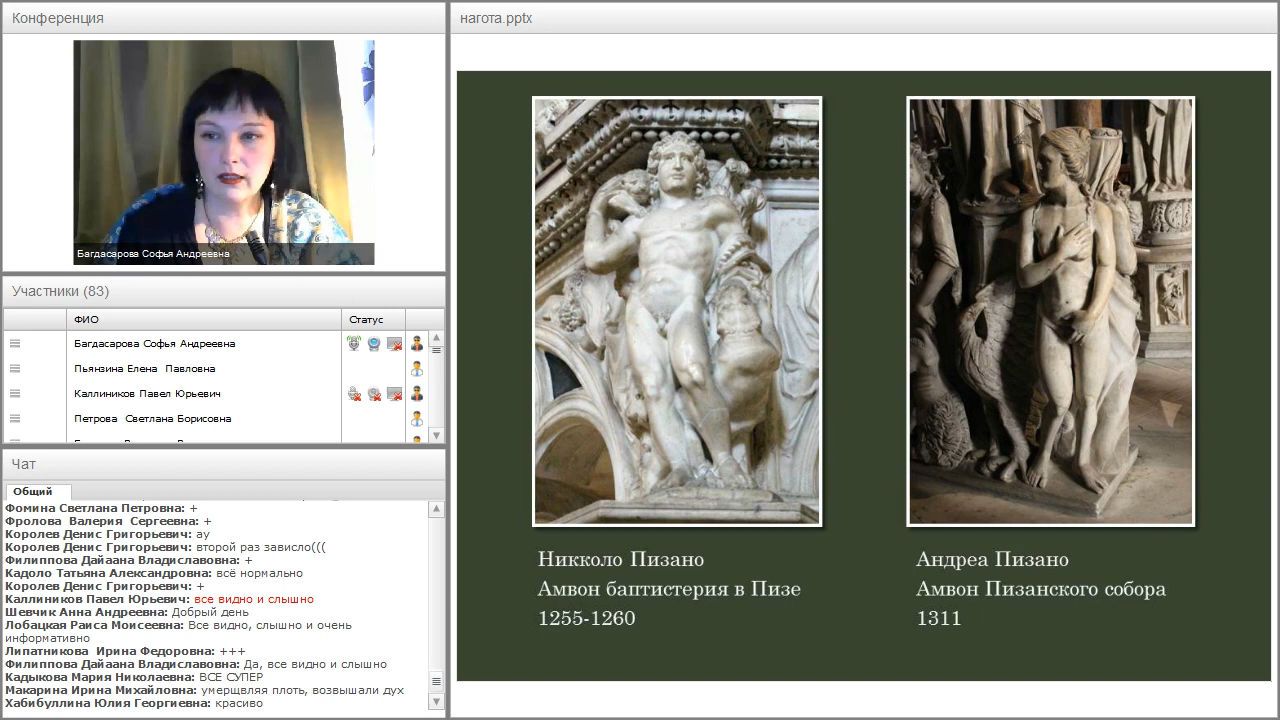 Конференция
Багдасарова Софья Андреевна
Участники (83)
ФИО
Статус
Багдасарова Софья Андреевна
Пьянзина Елена Павловна
Каллиников Павел Юрьевич
Петрова Светлана Борисовна
Чат
Общий
Фомина Светлана Петровна: +
Фролова Валерия Сергеевна: +
Королев Денис Григорьевич: ау
Королев Денис Григорьевич: второй раз зависло(((
Филиппова Дайаана Владиславовна: +
Кадоло Татьяна Александровна: всё нормально
Королев Денис Григорьевич: +
Каллиников Павел Юрьевич: все видно и слышно
Шевчик Анна Андреевна: Добрый день
Лобацкая Раиса Моисеевна: Все видно, слышно и очень
информативно
Липатникова Ирина Федоровна: +++
Филиппова Дайаана Владиславовна: Да, все видно и слышно
Кадыкова Мария Николаевна: ВСЕ СУПЕР
Макарина Ирина Михайловна: умерщвляя плоть, возвышали дух
Хабибуллина Юлия Георгиевна: красиво
нагота.pptx
Никколо Пизано
Амвон баптистерия в Пизе
1255-1260
Андреа Пизано
Амвон Пизанского собора
1311